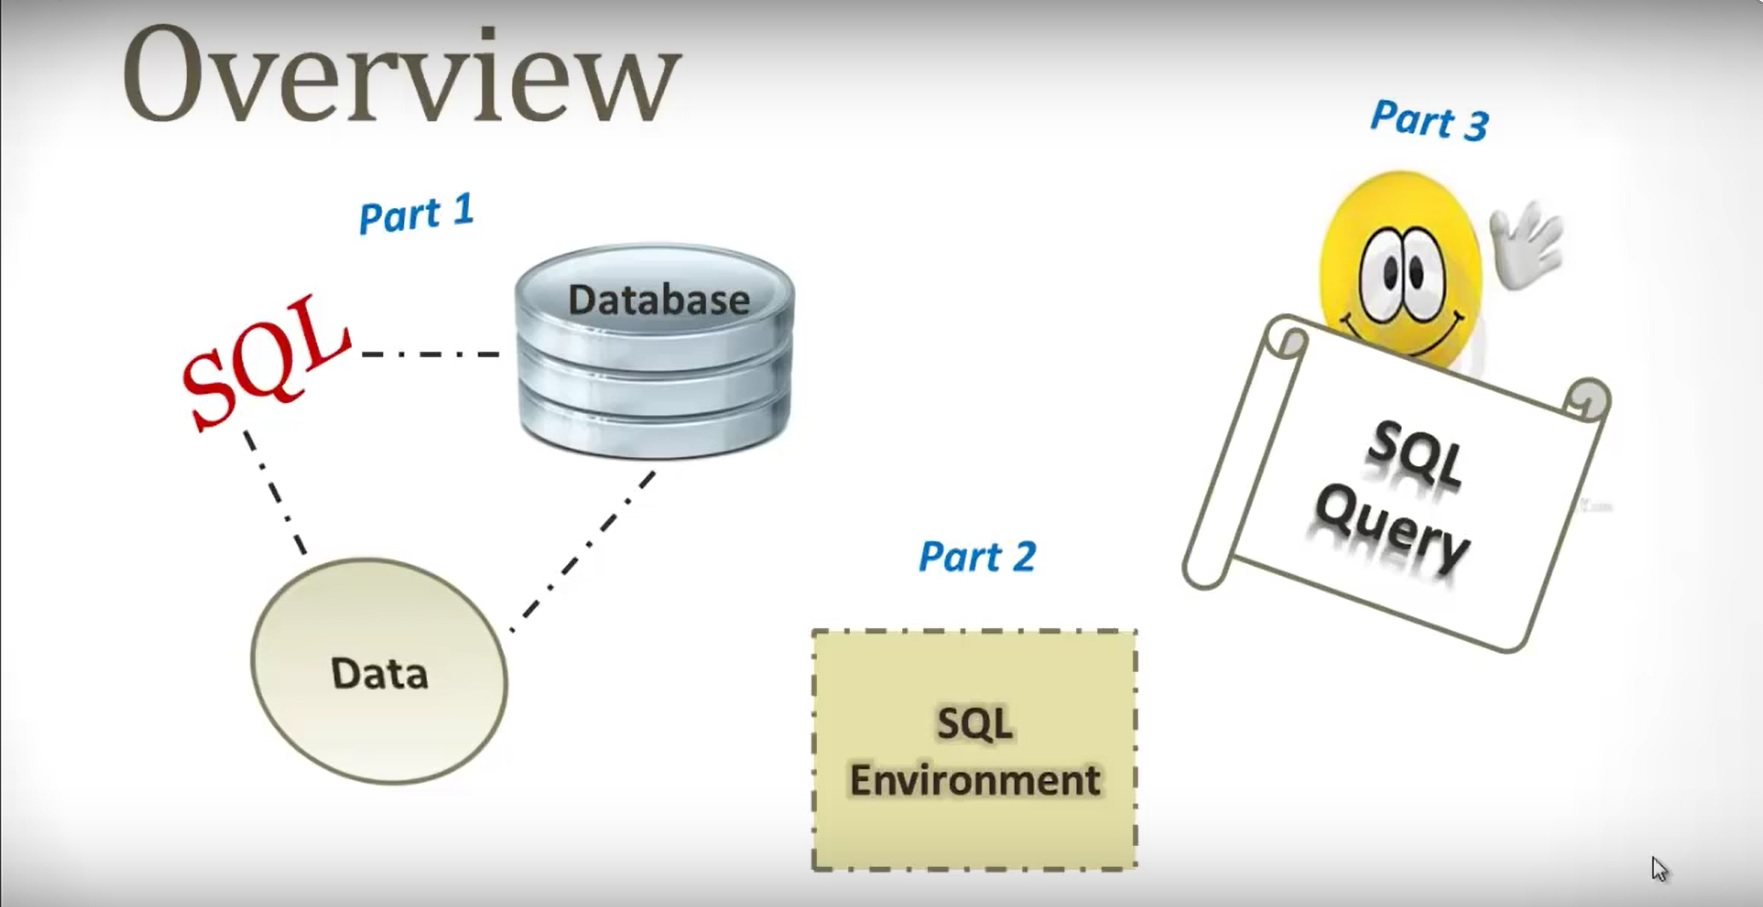 Overview
Part 1
SQL
Database
Data
Part 2
SQL
Environment
Part 3
SQL
Query